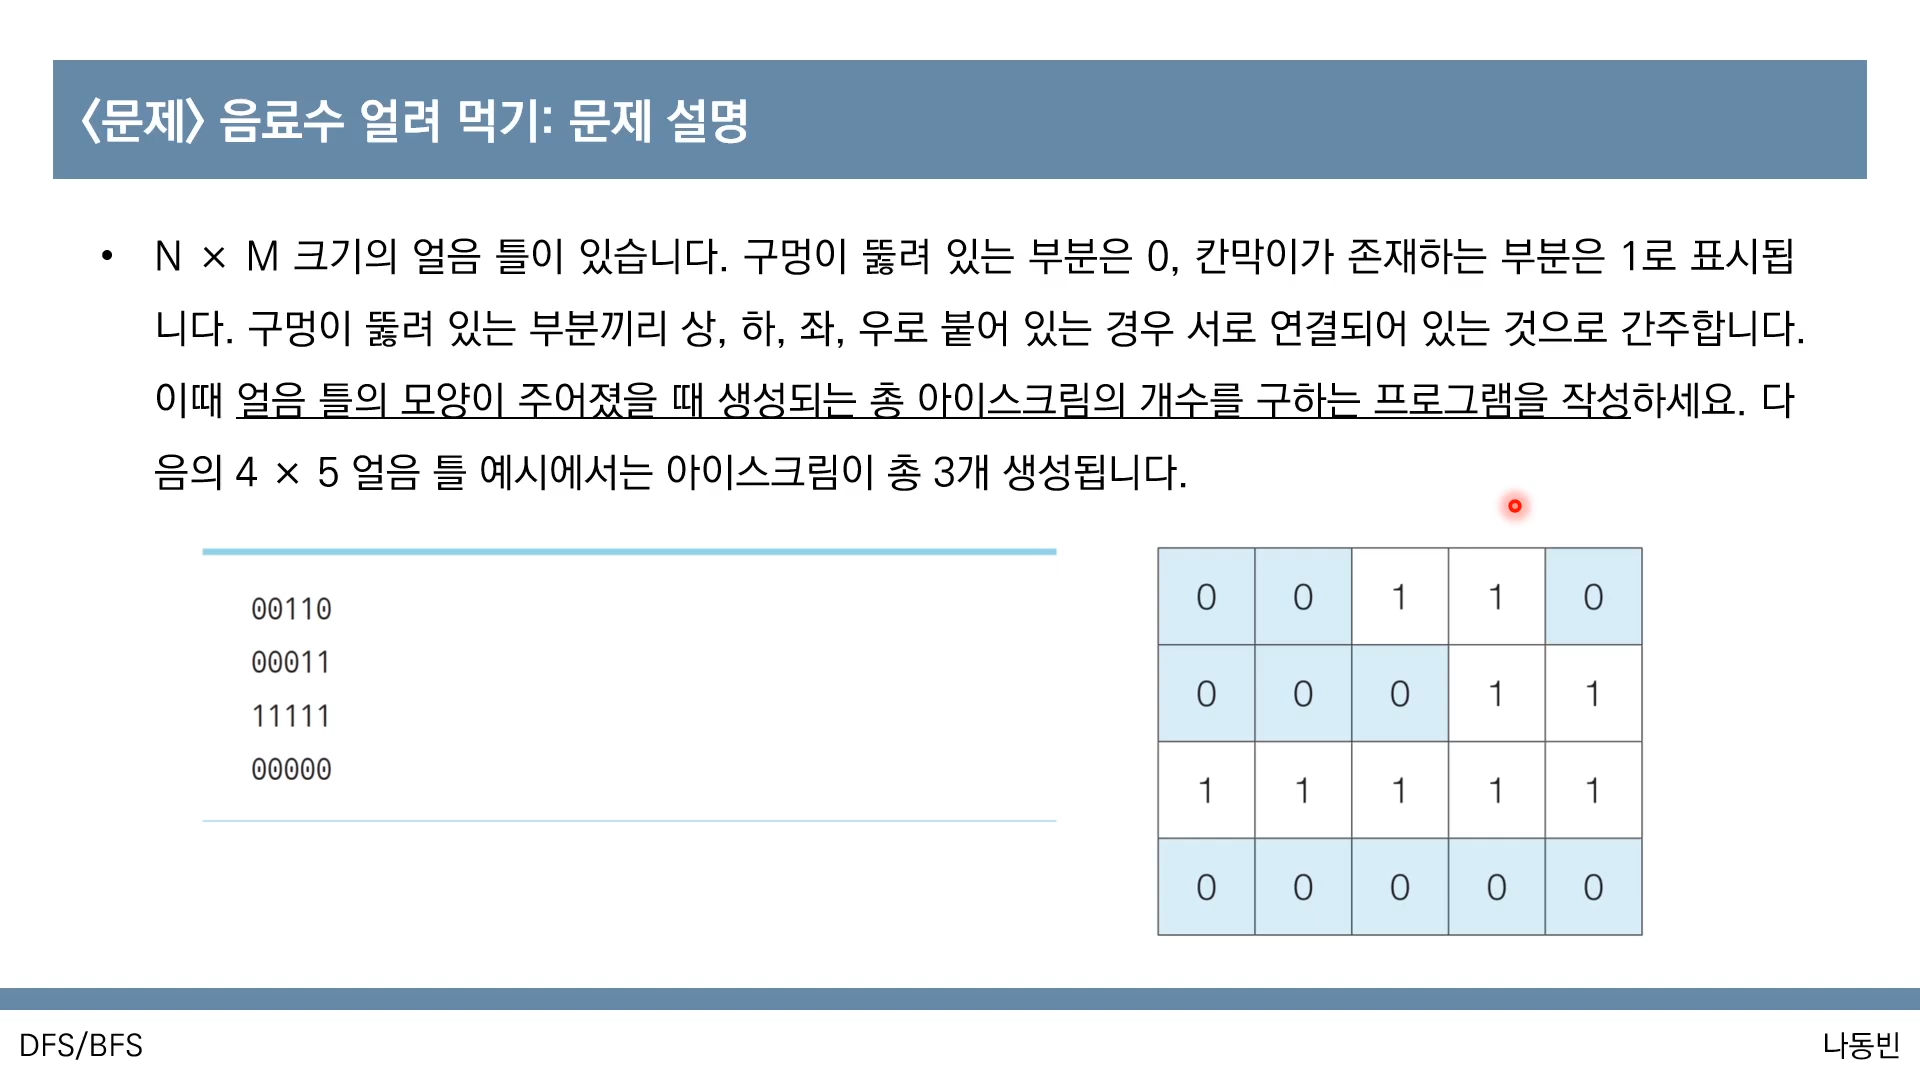 <문제> 음료수 얼려 먹기: 문제 설명
• N × M 크기의 얼음 틀이 있습니다. 구멍이 뚫려 있는 부분은 0, 칸막이가 존재하는 부분은 1로 표시됩
니다. 구멍이 뚫려 있는 부분끼리 상, 하, 좌, 우로 붙어 있는 경우 서로 연결되어 있는 것으로 간주합니다.
이때 얼음 틀의 모양이 주어졌을 때 생성되는 총 아이스크림의 개수를 구하는 프로그램을 작성하세요. 다
음의 4 × 5 얼음 틀 예시에서는 아이스크림이 총 3개 생성됩니다.
00110
00011
11111
00000
0 0 1 1 0
0 0 0 1 1
1 1 1 1 1
0 0 0 0 0
DFS/BFS
나동빈